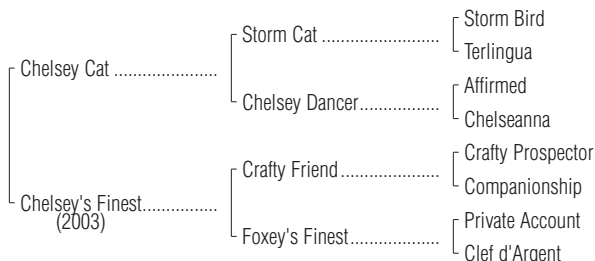 Storm Bird
Storm Cat ........................
Terlingua
Chelsey Cat .....................
Affirmed
Chelsey Dancer................
Chelseanna
Crafty Prospector
Crafty Friend....................
Companionship
Chelsey's Finest...............
(2003)
Private Account
Foxey's Finest..................
Clef d'Argent